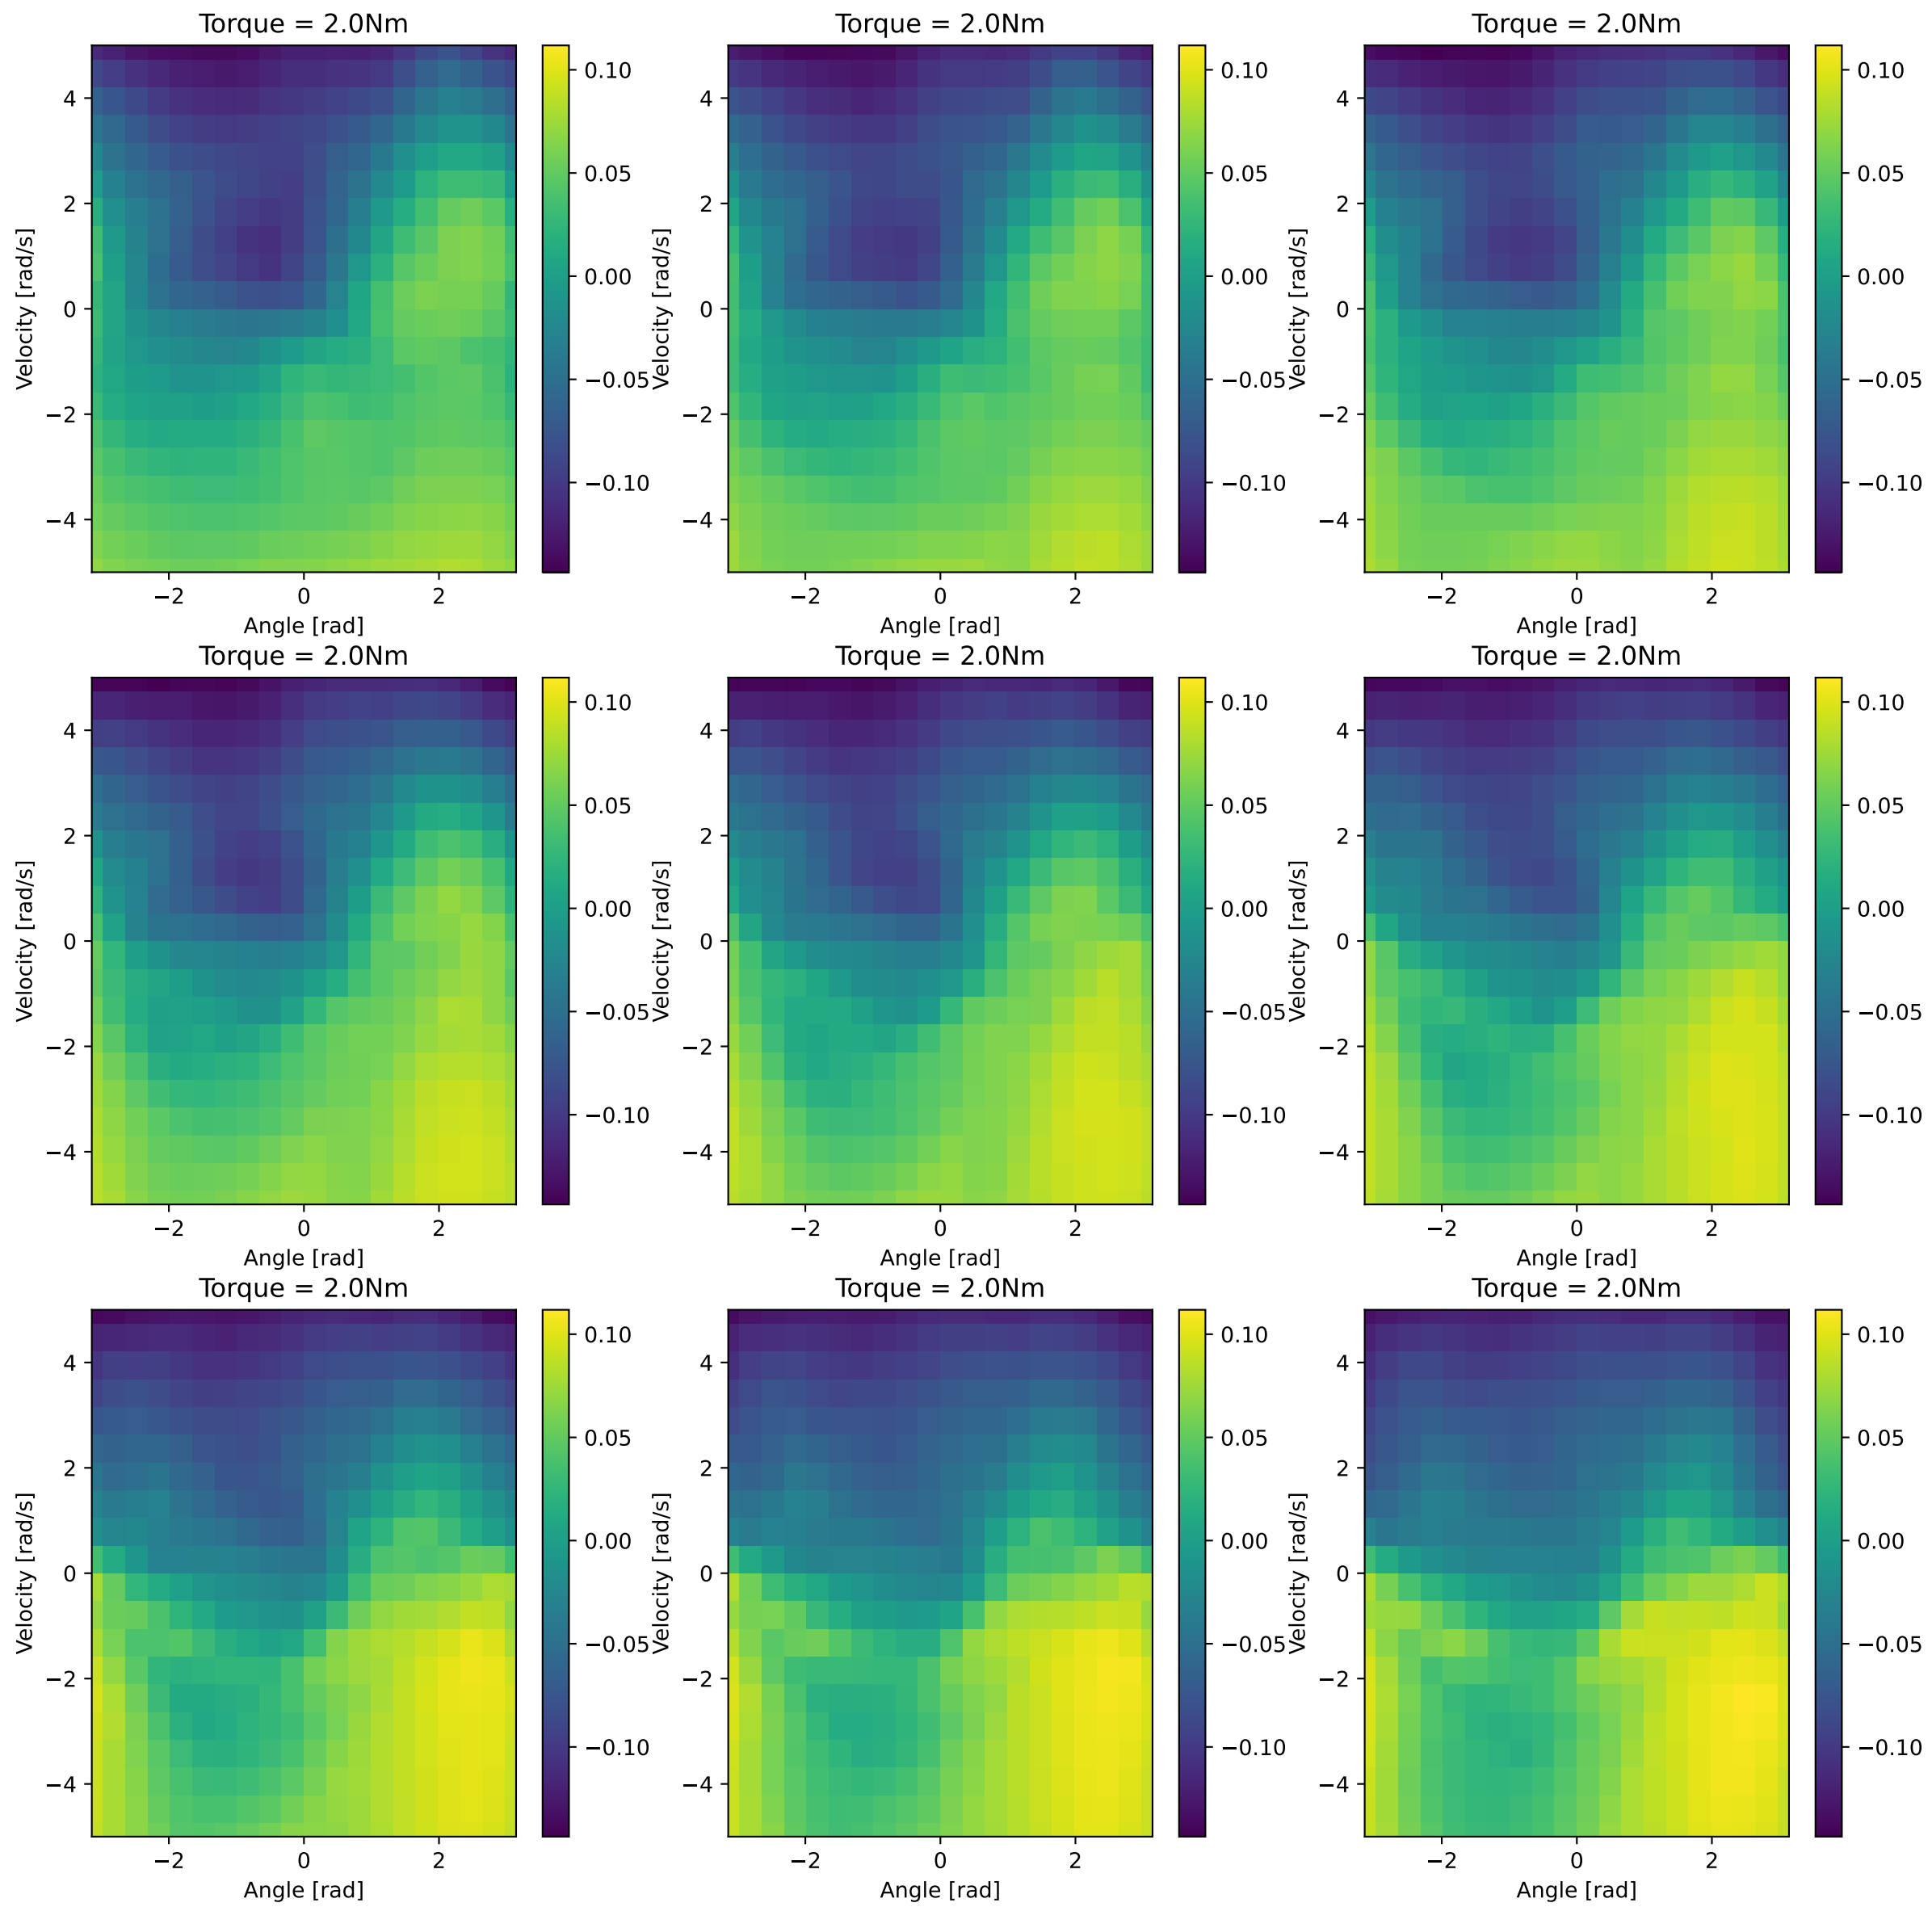 Torque = 2.0Nm Torque = 2.0Nm Torque = 2.0Nm
4 0.10 4 0.10 4 0.10
2 0.05 2 0.05 2 0.05
0 0.00 0 0.00 0 0.00
−2 −0.05 −2 −0.05 −2 −0.05
−4 −0.10 −4 −0.10 −4 −0.10
Velocity [rad/s] Velocity [rad/s] Velocity [rad/s]
−2 0 2 −2 0 2 −2 0 2
Angle [rad] Angle [rad] Angle [rad]
Torque = 2.0Nm Torque = 2.0Nm Torque = 2.0Nm
4 0.10 4 0.10 4 0.10
2 0.05 2 0.05 2 0.05
0 0.00 0 0.00 0 0.00
−2 −0.05 −2 −0.05 −2 −0.05
−4 −0.10 −4 −0.10 −4 −0.10
Velocity [rad/s] Velocity [rad/s] Velocity [rad/s]
−2 0 2 −2 0 2 −2 0 2
Angle [rad] Angle [rad] Angle [rad]
Torque = 2.0Nm Torque = 2.0Nm Torque = 2.0Nm
4 0.10 4 0.10 4 0.10
2 0.05 2 0.05 2 0.05
0 0.00 0 0.00 0 0.00
−2 −0.05 −2 −0.05 −2 −0.05
−4 −0.10 −4 −0.10 −4 −0.10
Velocity [rad/s] Velocity [rad/s] Velocity [rad/s]
−2 0 2 −2 0 2 −2 0 2
Angle [rad] Angle [rad] Angle [rad]